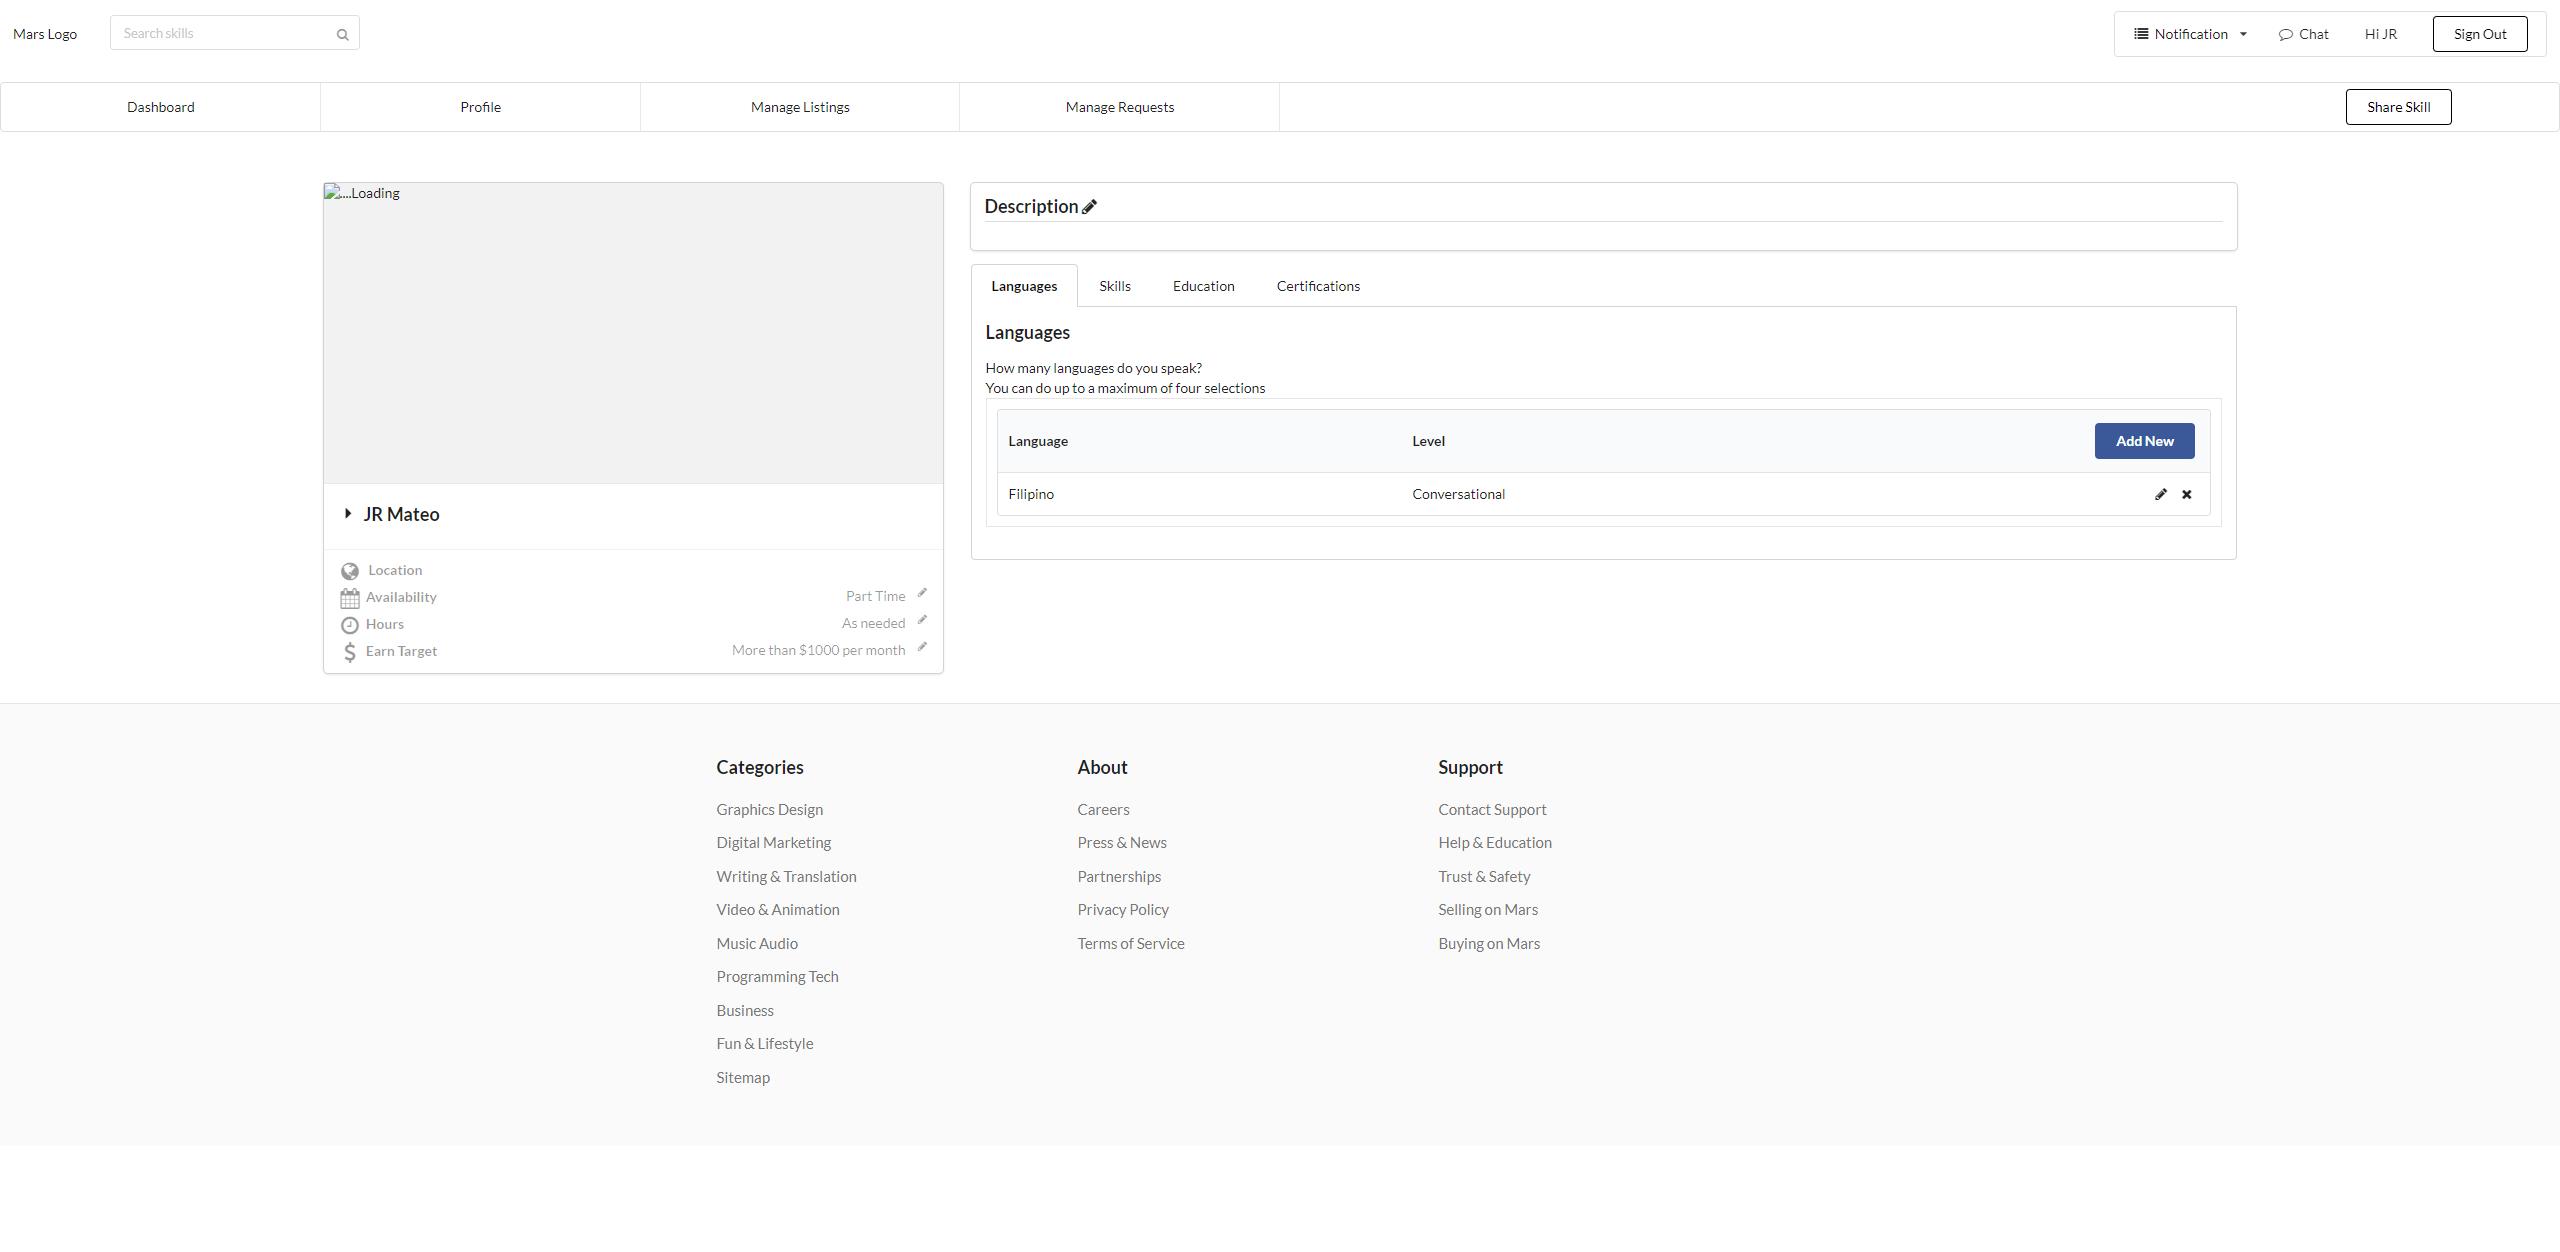 Mars Logo
Search skills
Notification
Chat
Hi JR
Sign Out
Dashboard
Profile
Manage Listings
Manage Requests
Share Skill
....Loading
JR Mateo
Location
Availability
Part Time
Hours
As needed
Earn Target
More than $1000 per month
Description
Languages
Skills
Education
Certifications
Languages
How many languages do you speak?
You can do up to a maximum of four selections
Language
Level
Add New
Filipino
Conversational
Categories
Graphics Design
Digital Marketing
Writing & Translation
Video & Animation
Music Audio
Programming Tech
Business
Fun & Lifestyle
Sitemap
About
Careers
Press & News
Partnerships
Privacy Policy
Terms of Service
Support
Contact Support
Help & Education
Trust & Safety
Selling on Mars
Buying on Mars